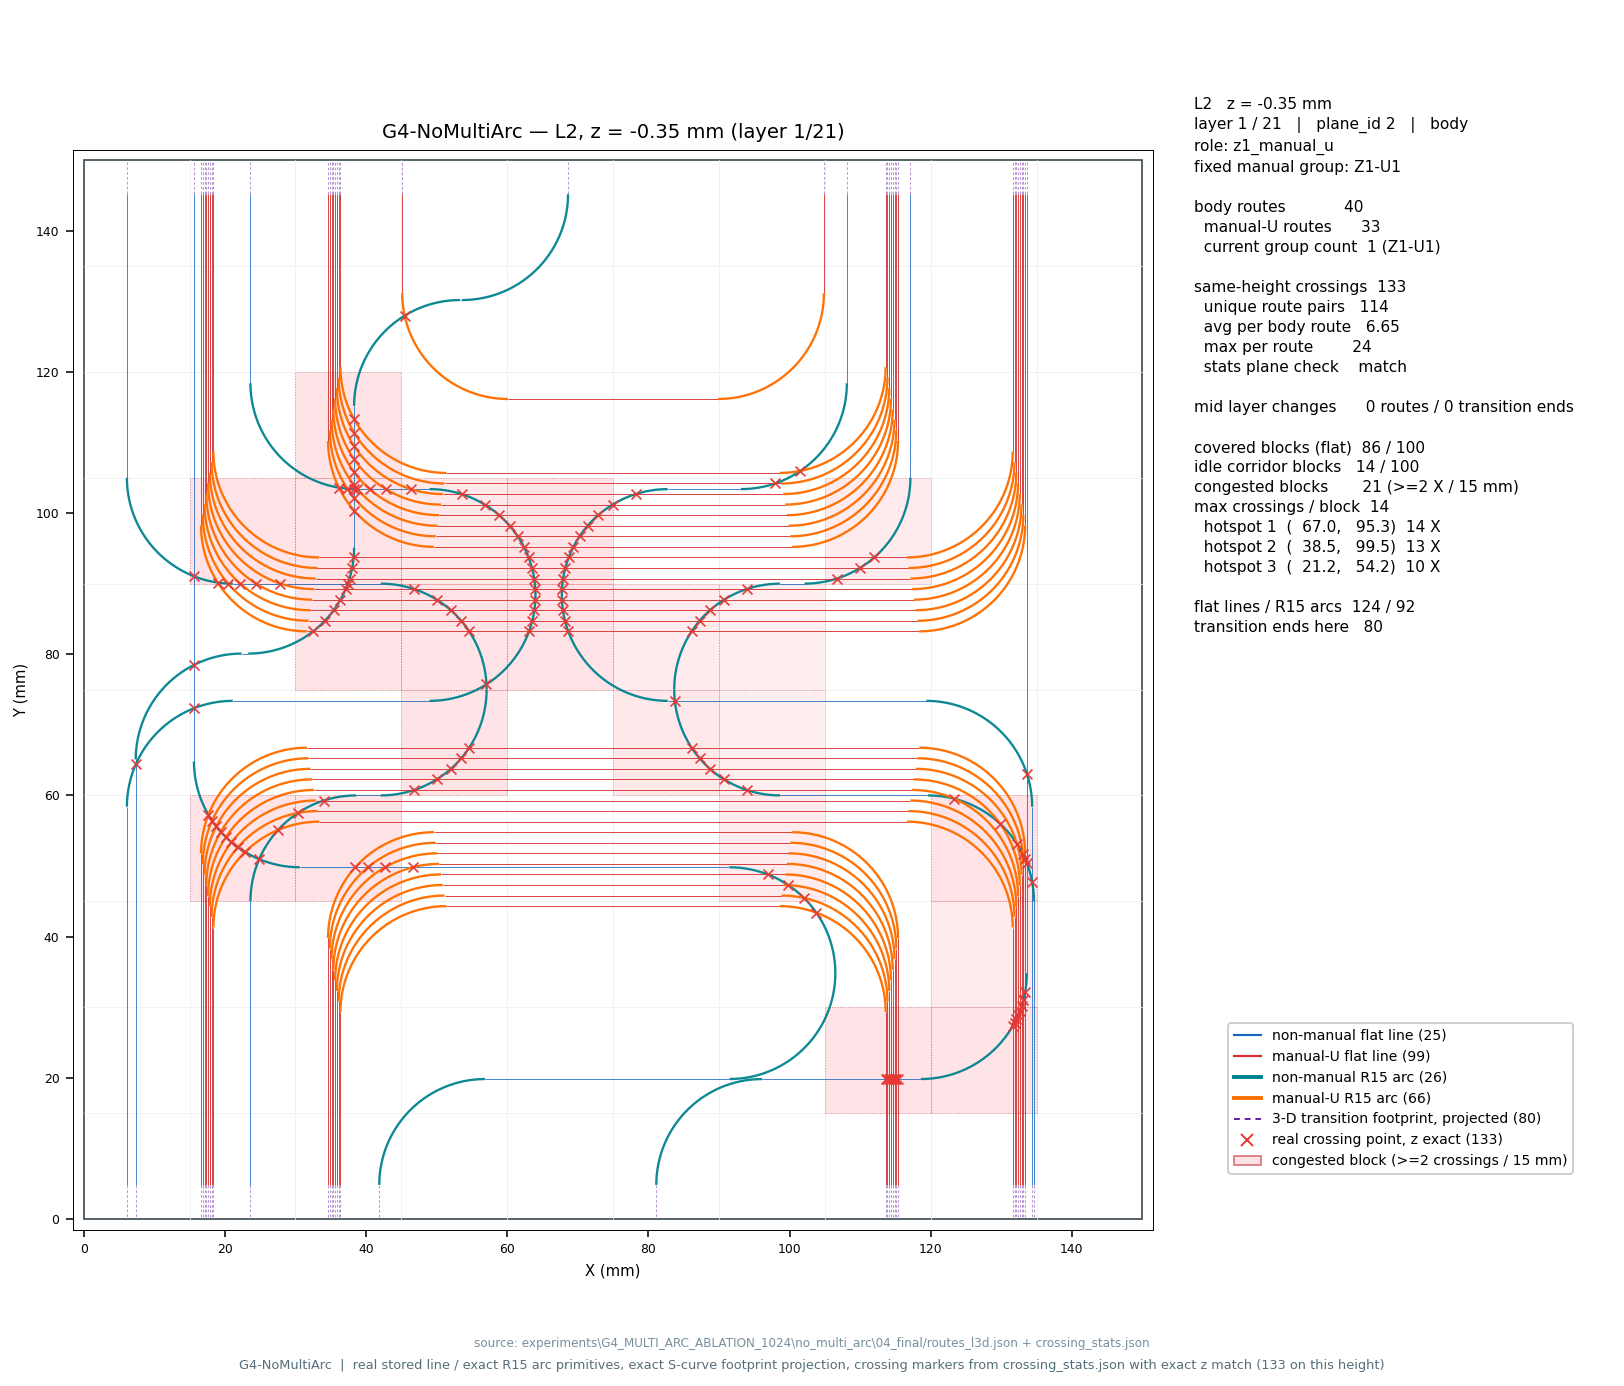 G4-NoMultiArc — L2, z = -0.35 mm (layer 1/21)
140
120
100
80
60
40
20
0
Y (mm)
0 20 40 60 80 100 120 140
X (mm)
L2 z = -0.35 mm
layer 1 / 21 | plane_id 2 | body
role: z1_manual_u
fixed manual group: Z1-U1
body routes 40
manual-U routes 33
current group count 1 (Z1-U1)
same-height crossings 133
unique route pairs 114
avg per body route 6.65
max per route 24
stats plane check match
mid layer changes 0 routes / 0 transition ends
covered blocks (flat) 86 / 100
idle corridor blocks 14 / 100
congested blocks 21 (>=2 X / 15 mm)
max crossings / block 14
hotspot 1 ( 67.0, 95.3) 14 X
hotspot 2 ( 38.5, 99.5) 13 X
hotspot 3 ( 21.2, 54.2) 10 X
flat lines / R15 arcs 124 / 92
transition ends here 80
non-manual flat line (25)
manual-U flat line (99)
non-manual R15 arc (26)
manual-U R15 arc (66)
3-D transition footprint, projected (80)
real crossing point, z exact (133)
congested block (>=2 crossings / 15 mm)
source: experiments\G4_MULTI_ARC_ABLATION_1024\no_multi_arc\04_final/routes_l3d.json + crossing_stats.json
G4-NoMultiArc | real stored line / exact R15 arc primitives, exact S-curve footprint projection, crossing markers from crossing_stats.json with exact z match (133 on this height)